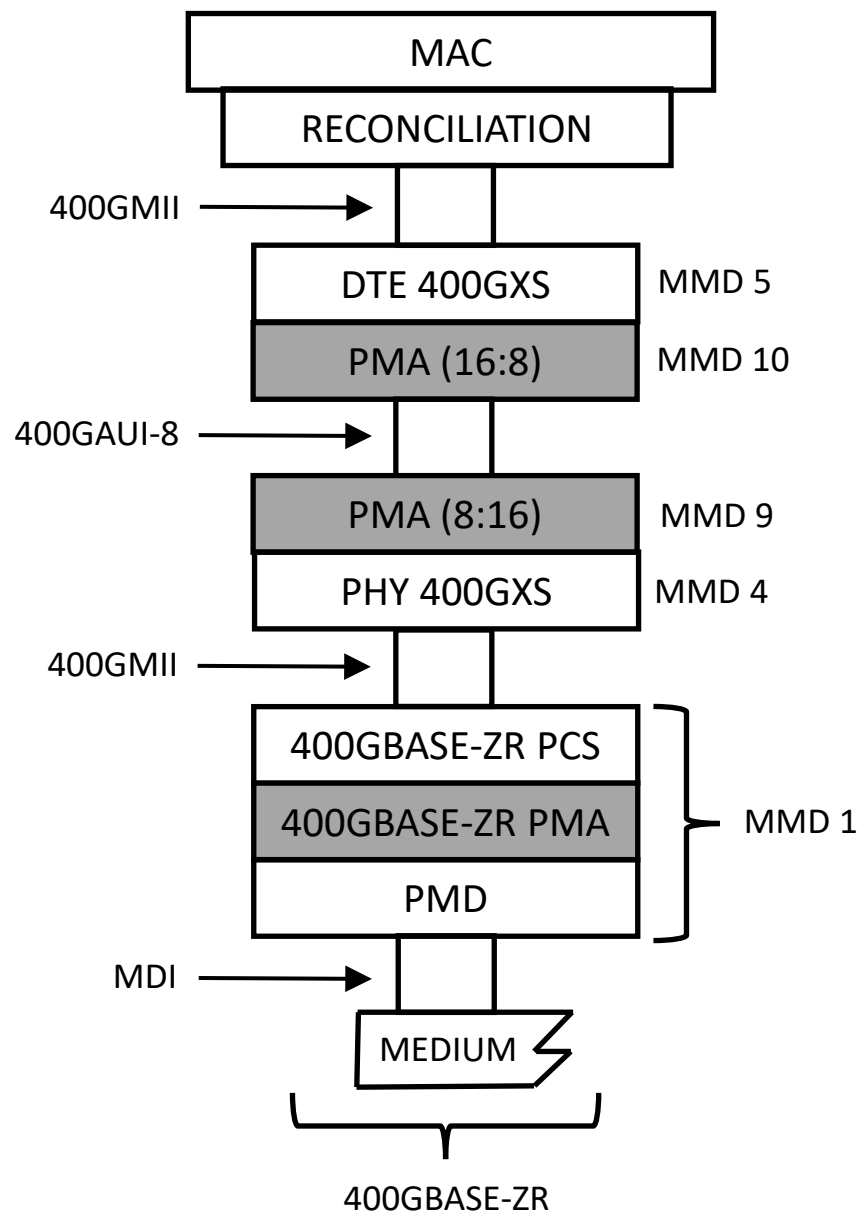 MAC
RECONCILIATION
400GMII
DTE 400GXS
MMD 5
PMA (16:8)
MMD 10
400GAUI-8
PMA (8:16)
MMD 9
PHY 400GXS
MMD 4
400GMII
400GBASE-ZR PCS
400GBASE-ZR PMA
MMD 1
PMD
MDI
MEDIUM
400GBASE-ZR